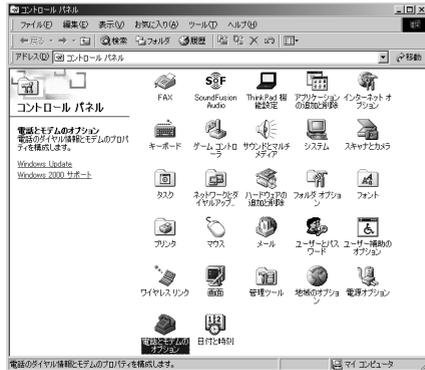 コントロール パネル
ファイル(F) 編集(E) 表示(V) お気に入り(A) ツール(T) ヘルプ(H)
戻る 検索 フォルダ 履歴
アドレス(D) コントロール パネル 移動
コントロール パネル
電話とモデムのオプション
電話のダイヤル情報とモデムのプロパ
ティを構成します。
Windows Update
Windows 2000 サポート
FAX
SoundFusion
Audio
ThinkPad 機
能設定
アプリケーション
の追加と削除
インターネット オ
プション
キーボード
ゲーム コントロ
ーラ
サウンドとマルチ
メディア
システム
スキャナとカメラ
タスク
ネットワークとダ
イヤルアップ...
ハードウェアの
追加と削除
フォルダ オプショ
ン
フォント
プリンタ
マウス
メール
ユーザーとパス
ワード
ユーザー補助の
オプション
ワイヤレス リンク
画面
管理ツール
地域のオプショ
ン
電源オプション
電話とモデムの
オプション
日付と時刻
電話のダイヤル情報とモデムのプロパティを構成します。 マイ コンピュータ